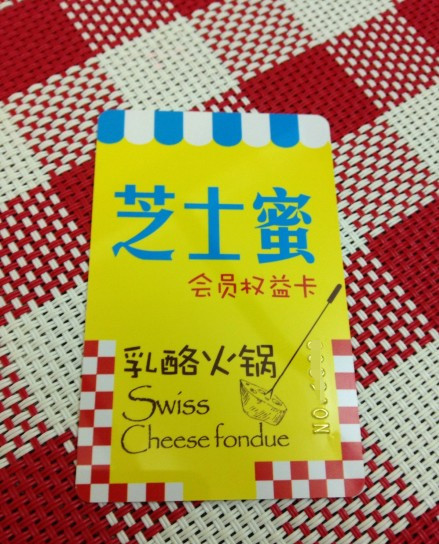 芝士蜜
会员权益卡
乳酪火锅
Swiss
Cheese fondue
NO.